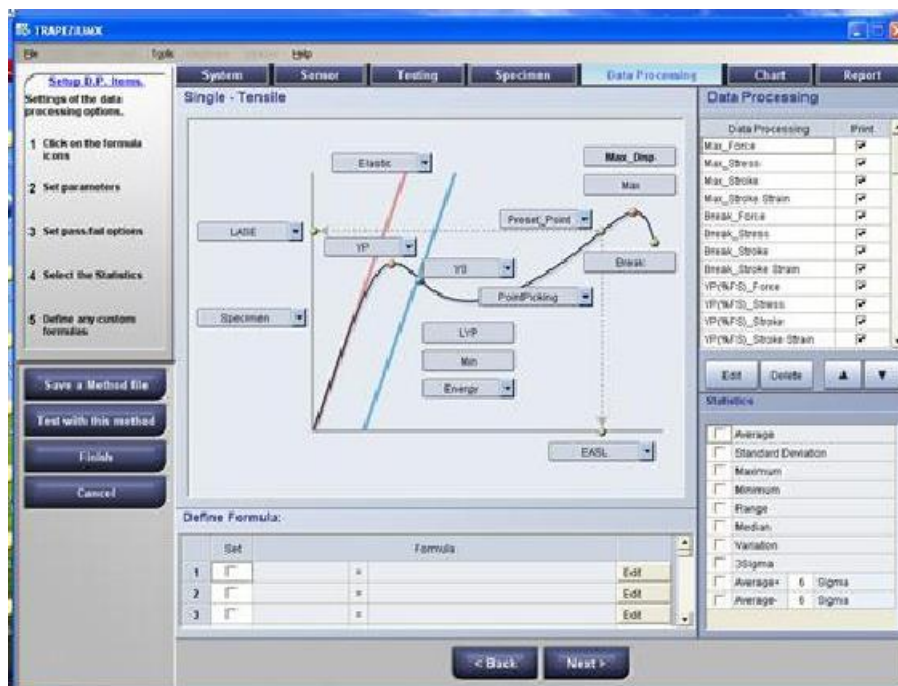 TRAPEZIUMX
File Tools Help
Setup D.P. Items.
Settings of the data
processing options.
1 Click on the formula
icons
2 Set parameters
3 Set pass/fail options
4 Select the Statistics
5 Define any custom
formulas.
Save a Method file
Test with this method
Finish
Cancel
System Sensor Testing Specimen Data Processing Chart Report
Single - Tensile
Elastic
Max_Disp.
Max
Preset_Point
LASE
YP
YS
Break
PointPicking
Specimen
LYP
Min
Energy
EASL
Define Formula:
Set Formula
1 = Edit
2 = Edit
3 = Edit
< Back Next >
Data Processing
Data Processing Print
Max_Force
Max_Stress
Max_Stroke
Max_Stroke Strain
Break_Force
Break_Stress
Break_Stroke
Break_Stroke Strain
YP(%FS)_Force
YP(%FS)_Stress
YP(%FS)_Stroke
YP(%FS)_Stroke Strain
Edit Delete
Statistics
Average
Standard Deviation
Maximum
Minimum
Range
Median
Variation
3Sigma
Average+ 6 Sigma
Average- 6 Sigma